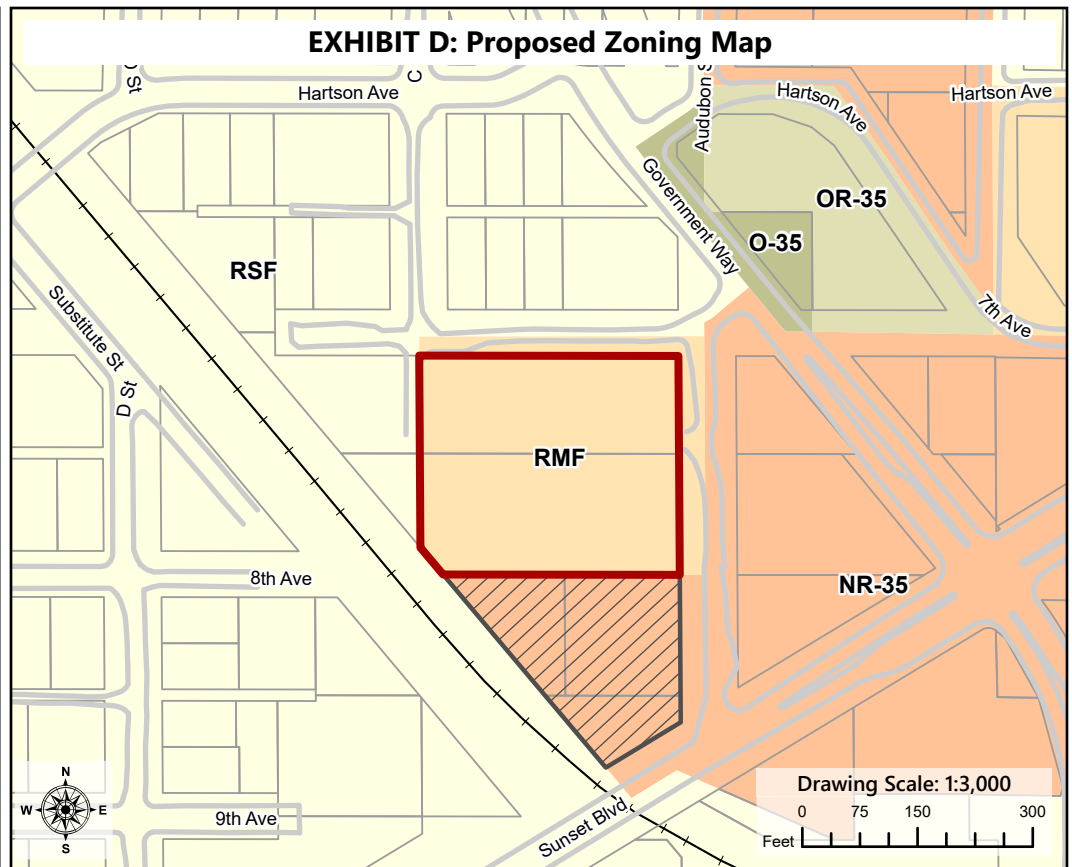 EXHIBIT D: Proposed Zoning Map
Hartson Ave
C
Audubon S
Hartson Ave
Hartson Ave
Government Way
OR-35
O-35
RSF
7th Ave
Substitute St
D St
RMF
8th Ave
NR-35
9th Ave
Sunset Blvd
N
W E
S
Drawing Scale: 1:3,000
0 75 150 300
Feet